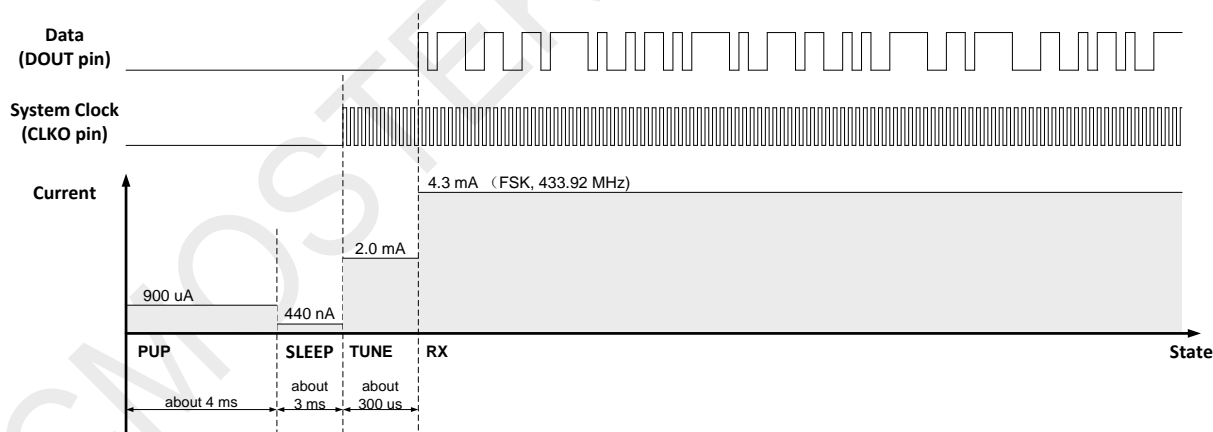 Data
(DOUT pin)
System Clock
(CLKO pin)
Current
4.3 mA （FSK, 433.92 MHz)
2.0 mA
900 uA
440 nA
PUP SLEEP TUNE RX State
about 4 ms
about
3 ms
about
300 us
CMOSTEK